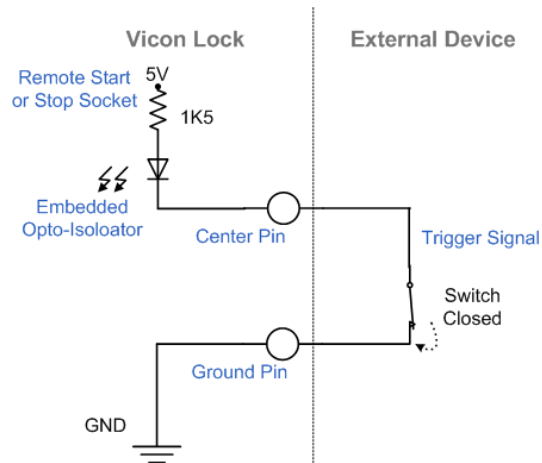 Vicon Lock
External Device
Remote Start
or Stop Socket
5V
1K5
Embedded
Opto-Isoloator
Center Pin
Trigger Signal
Switch
Closed
Ground Pin
GND